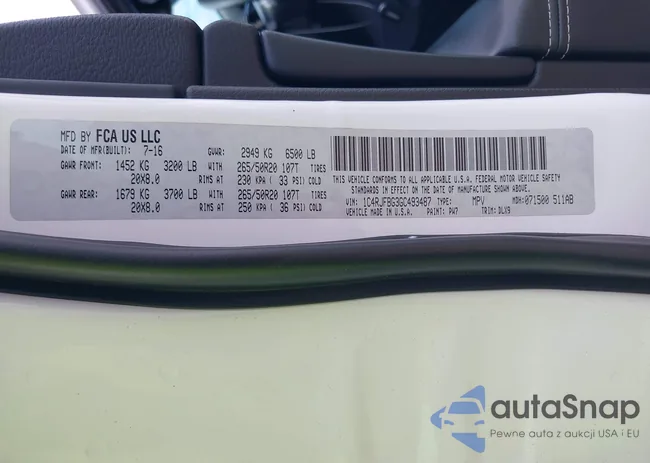 MFD BY FCA US LLC
DATE OF MFR(BUILT): 7-16 GVWR: 2949 KG 6500 LB
GAWR FRONT: 1452 KG 3200 LB WITH 265/50R20 107T TIRES
20X8.0 RIMS AT 230 KPA ( 33 PSI) COLD
GAWR REAR: 1679 KG 3700 LB WITH 265/50R20 107T TIRES
20X8.0 RIMS AT 250 KPA ( 36 PSI) COLD
THIS VEHICLE CONFORMS TO ALL APPLICABLE U.S.A. FEDERAL MOTOR VEHICLE SAFETY
STANDARDS IN EFFECT ON THE DATE OF MANUFACTURE SHOWN ABOVE.
VIN: 1C4RJFBG3GC493487 TYPE: MPV MDH:071500 511AB
VEHICLE MADE IN U.S.A. PAINT: PW7 TRIM: DLX9
autaSnap
Pewne auta z aukcji USA i EU